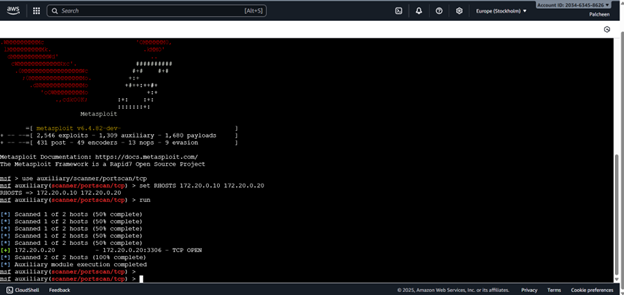 aws
Search
[Alt+S]
Europe (Stockholm)
Account ID: 2054-6345-8626
Palcheen
##########
Metasploit
=[ metasploit v6.4.82-dev- ]
+ -- --=[ 2,546 exploits - 1,309 auxiliary - 1,680 payloads ]
+ -- --=[ 431 post - 49 encoders - 13 nops - 9 evasion ]
Metasploit Documentation: https://docs.metasploit.com/
The Metasploit Framework is a Rapid7 Open Source Project
msf > use auxiliary/scanner/portscan/tcp
msf auxiliary(scanner/portscan/tcp) > set RHOSTS 172.20.0.10 172.20.0.20
RHOSTS => 172.20.0.10 172.20.0.20
msf auxiliary(scanner/portscan/tcp) > run
[*] Scanned 1 of 2 hosts (50% complete)
[*] Scanned 1 of 2 hosts (50% complete)
[*] Scanned 1 of 2 hosts (50% complete)
[*] Scanned 1 of 2 hosts (50% complete)
[*] Scanned 1 of 2 hosts (50% complete)
[+] 172.20.0.20 - 172.20.0.20:3306 - TCP OPEN
[*] Scanned 2 of 2 hosts (100% complete)
[*] Auxiliary module execution completed
msf auxiliary(scanner/portscan/tcp) >
msf auxiliary(scanner/portscan/tcp) >
CloudShell Feedback © 2025, Amazon Web Services, Inc. or its affiliates. Privacy Terms Cookie preferences